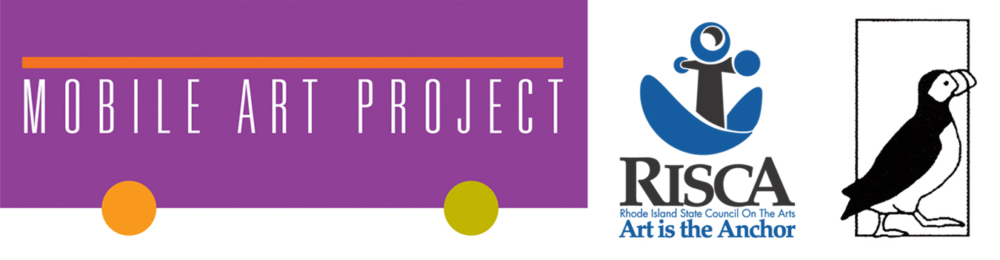 MOBILE ART PROJECT
RISCA
Rhode Island State Council On The Arts
Art is the Anchor